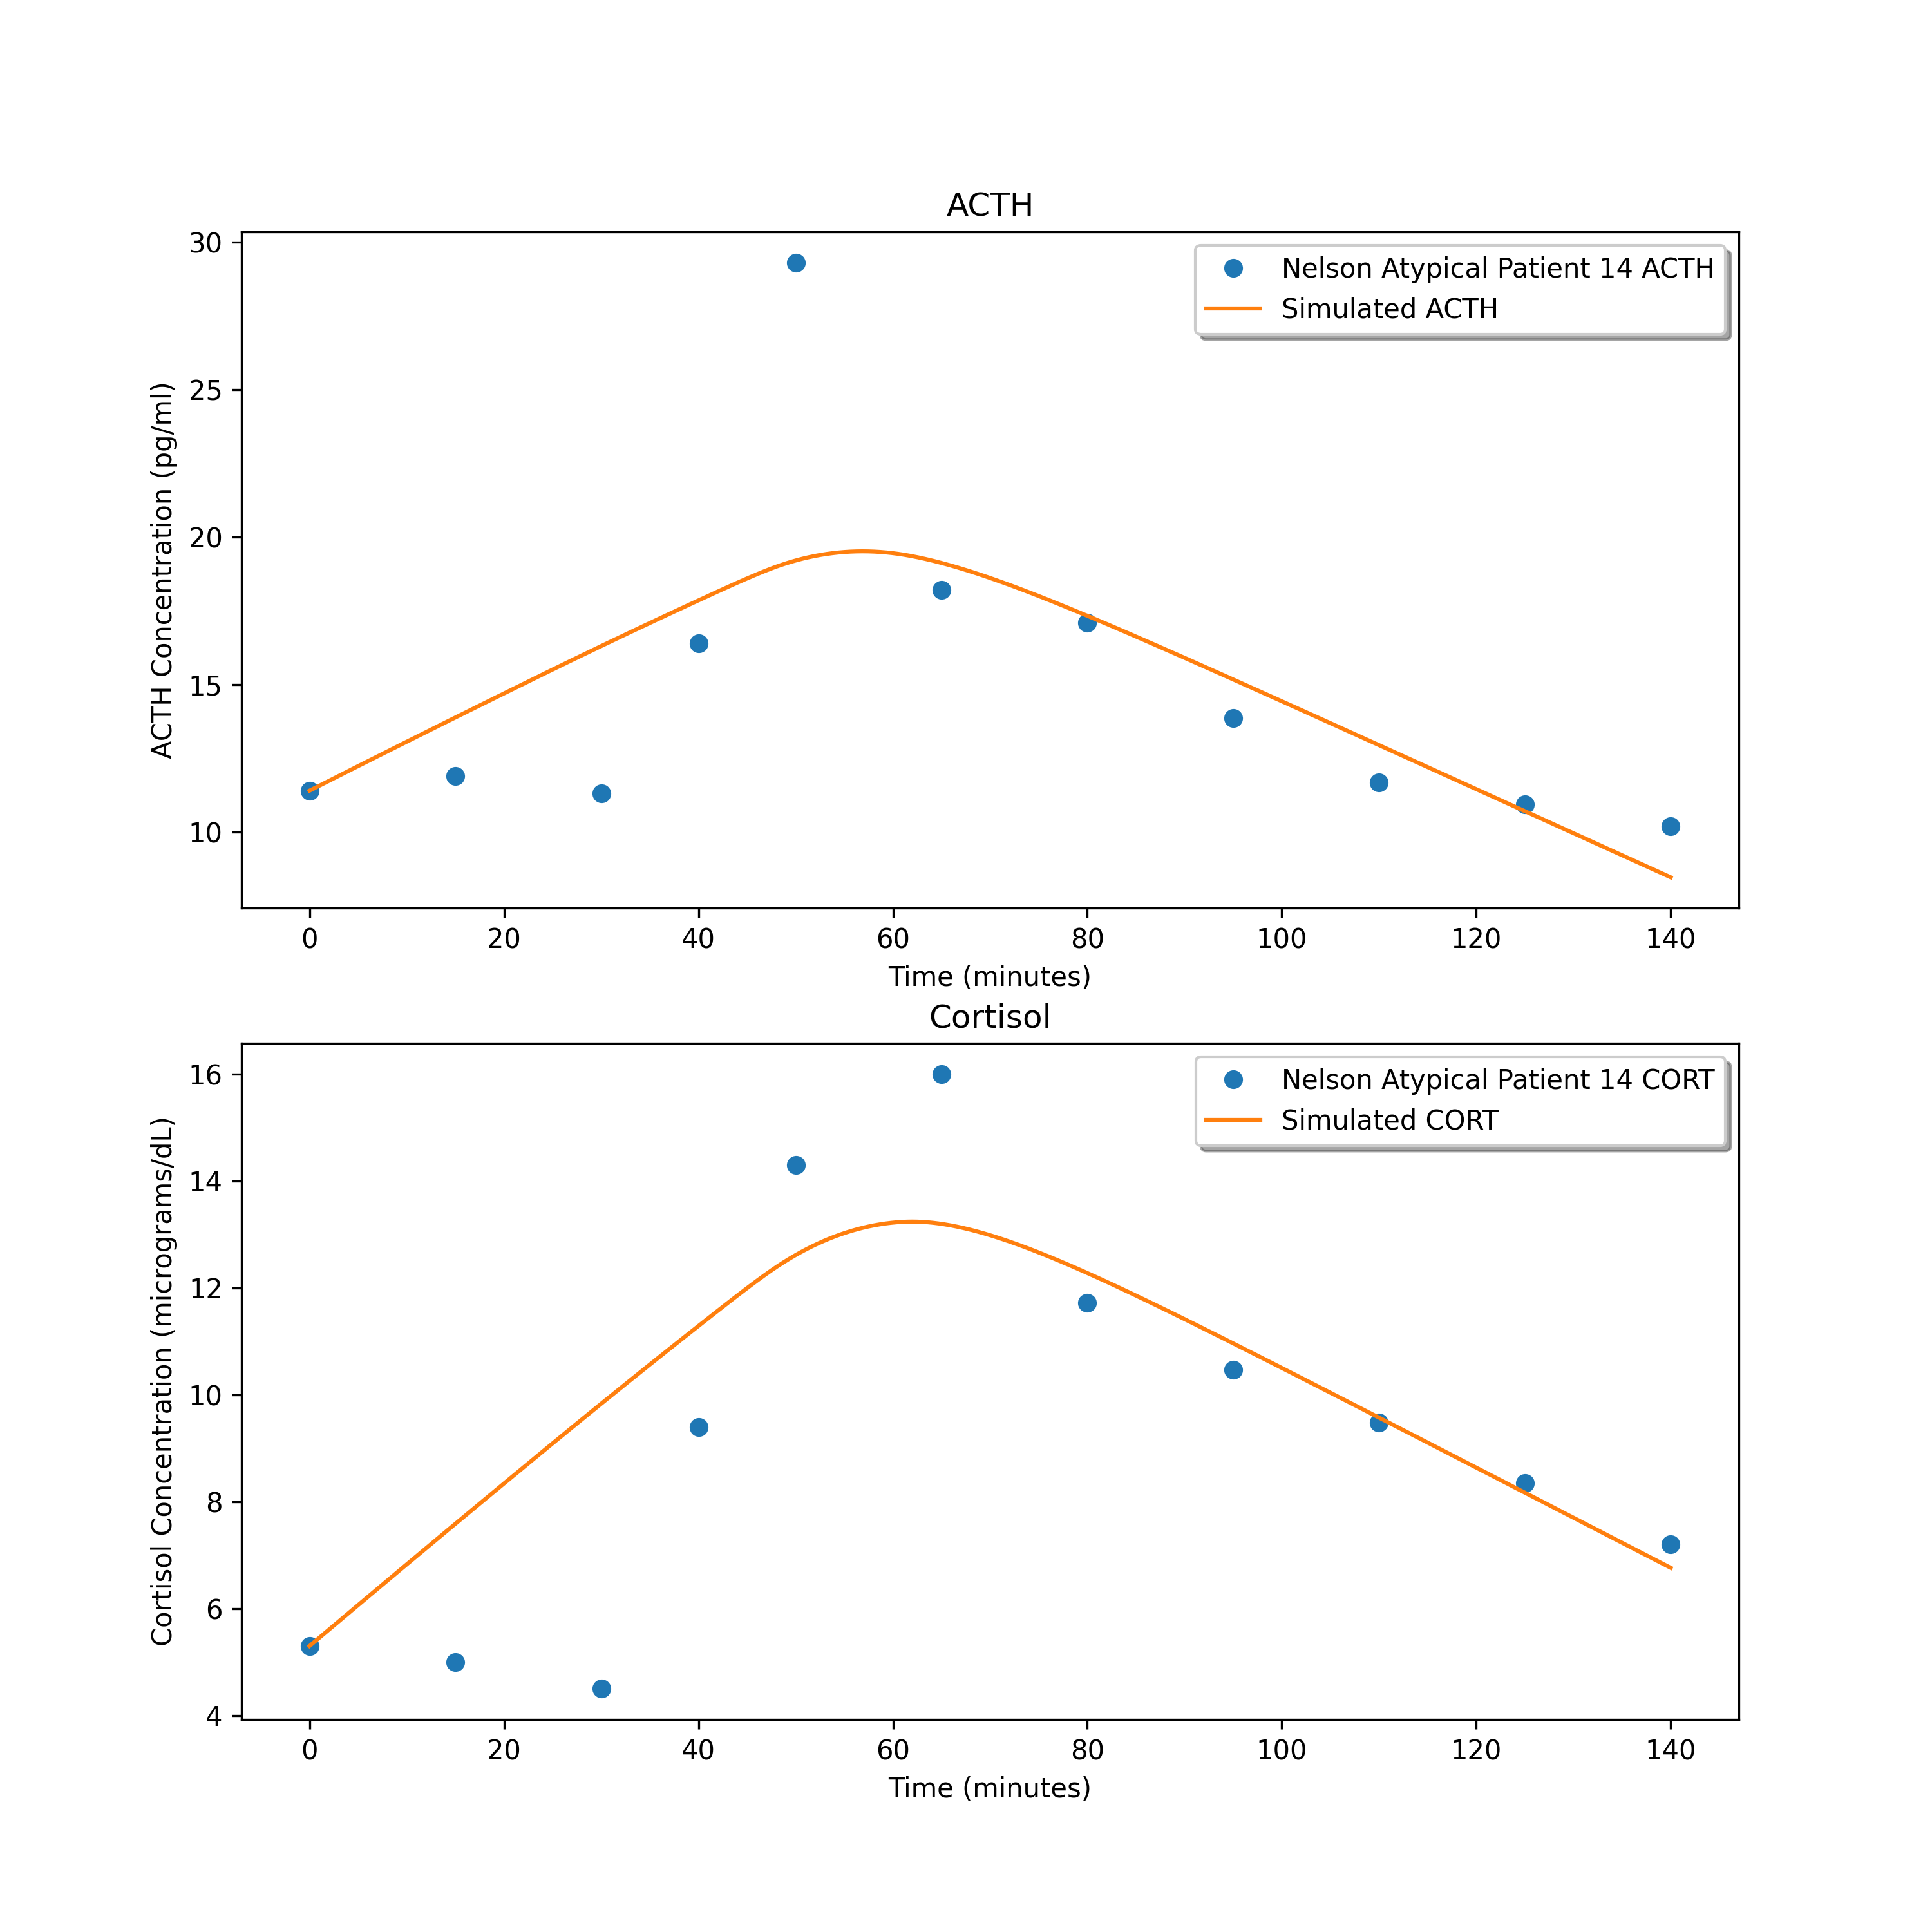 ACTH
30
25
20
15
10
ACTH Concentration (pg/ml)
Nelson Atypical Patient 14 ACTH
Simulated ACTH
0 20 40 60 80 100 120 140
Time (minutes)
Cortisol
16
14
12
10
8
6
4
Cortisol Concentration (micrograms/dL)
Nelson Atypical Patient 14 CORT
Simulated CORT
0 20 40 60 80 100 120 140
Time (minutes)